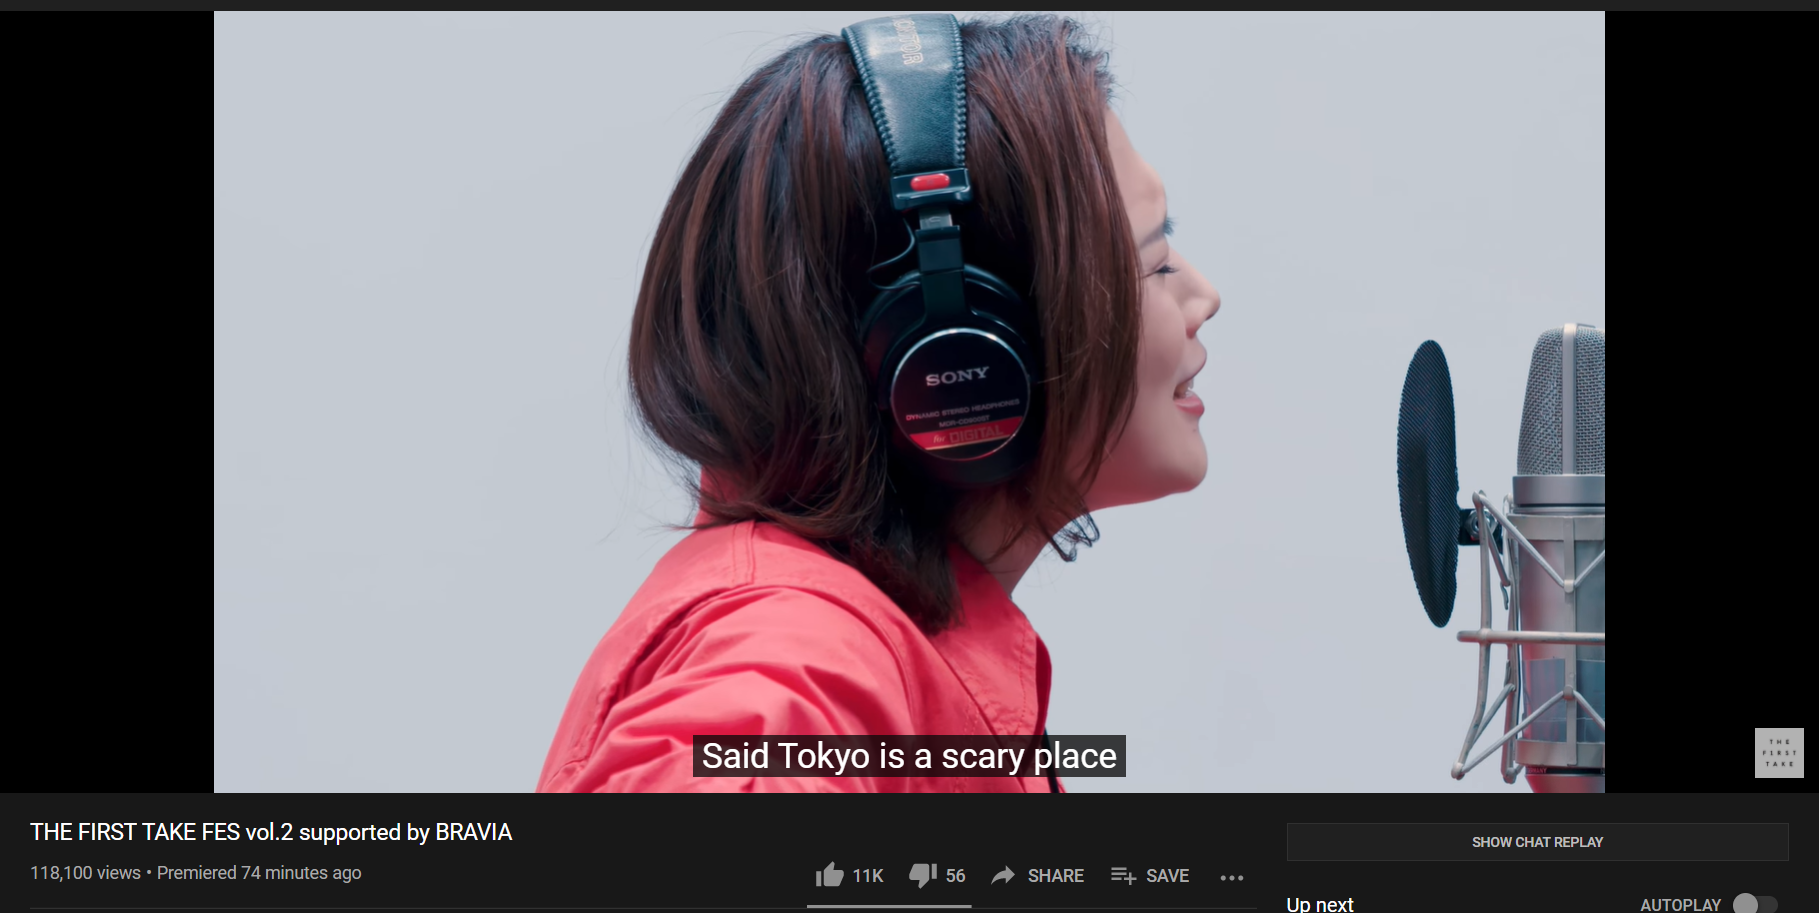 SONY
DYNAMIC STEREO HEADPHONES
MDR-CD900ST
for DIGITAL
Said Tokyo is a scary place
THE
F1RST
TAKE
THE FIRST TAKE FES vol.2 supported by BRAVIA
118,100 views • Premiered 74 minutes ago
11K
56
SHARE
SAVE
SHOW CHAT REPLAY
Up next
AUTOPLAY